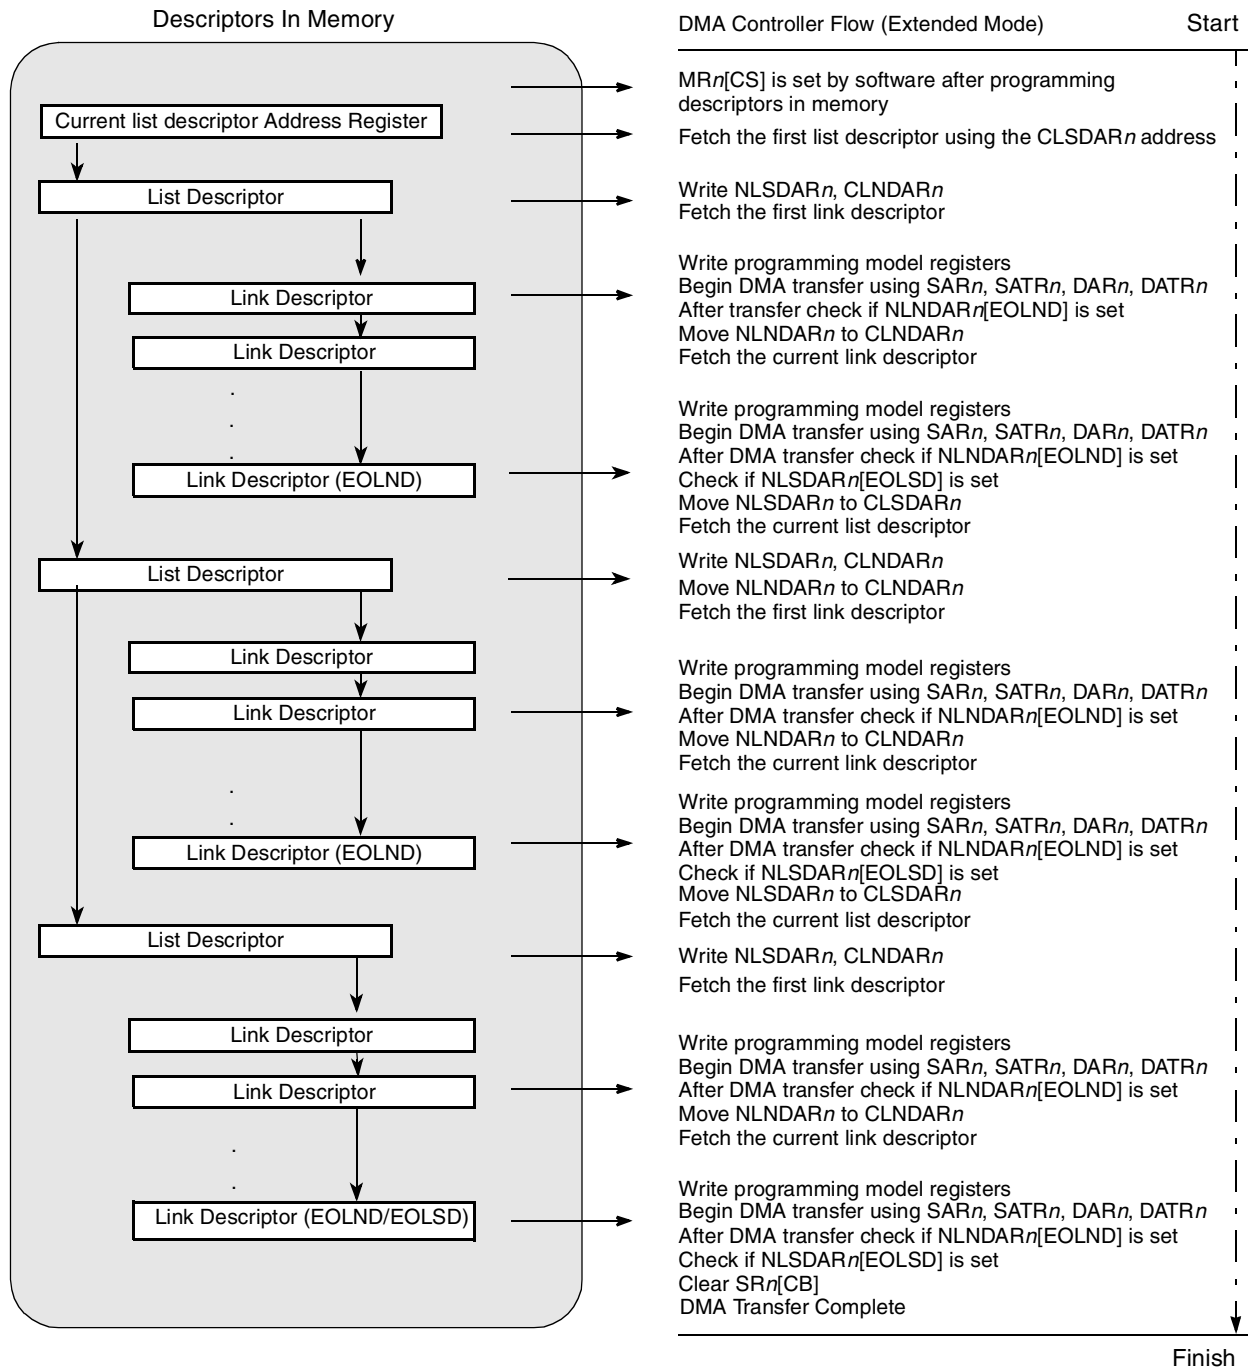 Descriptors In Memory
DMA Controller Flow (Extended Mode)
Start
MRn[CS] is set by software after programming
descriptors in memory
Current list descriptor Address Register
Fetch the first list descriptor using the CLSDARn address
List Descriptor
Write NLSDARn, CLNDARn
Fetch the first link descriptor
Link Descriptor
Link Descriptor
.
.
.
Write programming model registers
Begin DMA transfer using SARn, SATRn, DARn, DATRn
After transfer check if NLNDARn[EOLND] is set
Move NLNDARn to CLNDARn
Fetch the current link descriptor
Link Descriptor (EOLND)
Write programming model registers
Begin DMA transfer using SARn, SATRn, DARn, DATRn
After DMA transfer check if NLNDARn[EOLND] is set
Check if NLSDARn[EOLSD] is set
Move NLSDARn to CLSDARn
Fetch the current list descriptor
List Descriptor
Write NLSDARn, CLNDARn
Move NLNDARn to CLNDARn
Fetch the first link descriptor
Link Descriptor
Link Descriptor
.
.
Write programming model registers
Begin DMA transfer using SARn, SATRn, DARn, DATRn
After DMA transfer check if NLNDARn[EOLND] is set
Move NLNDARn to CLNDARn
Fetch the current link descriptor
Link Descriptor (EOLND)
Write programming model registers
Begin DMA transfer using SARn, SATRn, DARn, DATRn
After DMA transfer check if NLNDARn[EOLND] is set
Check if NLSDARn[EOLSD] is set
Move NLSDARn to CLSDARn
Fetch the current list descriptor
List Descriptor
Write NLSDARn, CLNDARn
Fetch the first link descriptor
Link Descriptor
Link Descriptor
.
.
Write programming model registers
Begin DMA transfer using SARn, SATRn, DARn, DATRn
After DMA transfer check if NLNDARn[EOLND] is set
Move NLNDARn to CLNDARn
Fetch the current link descriptor
Link Descriptor (EOLND/EOLSD)
Write programming model registers
Begin DMA transfer using SARn, SATRn, DARn, DATRn
After DMA transfer check if NLNDARn[EOLND] is set
Check if NLSDARn[EOLSD] is set
Clear SRn[CB]
DMA Transfer Complete
Finish